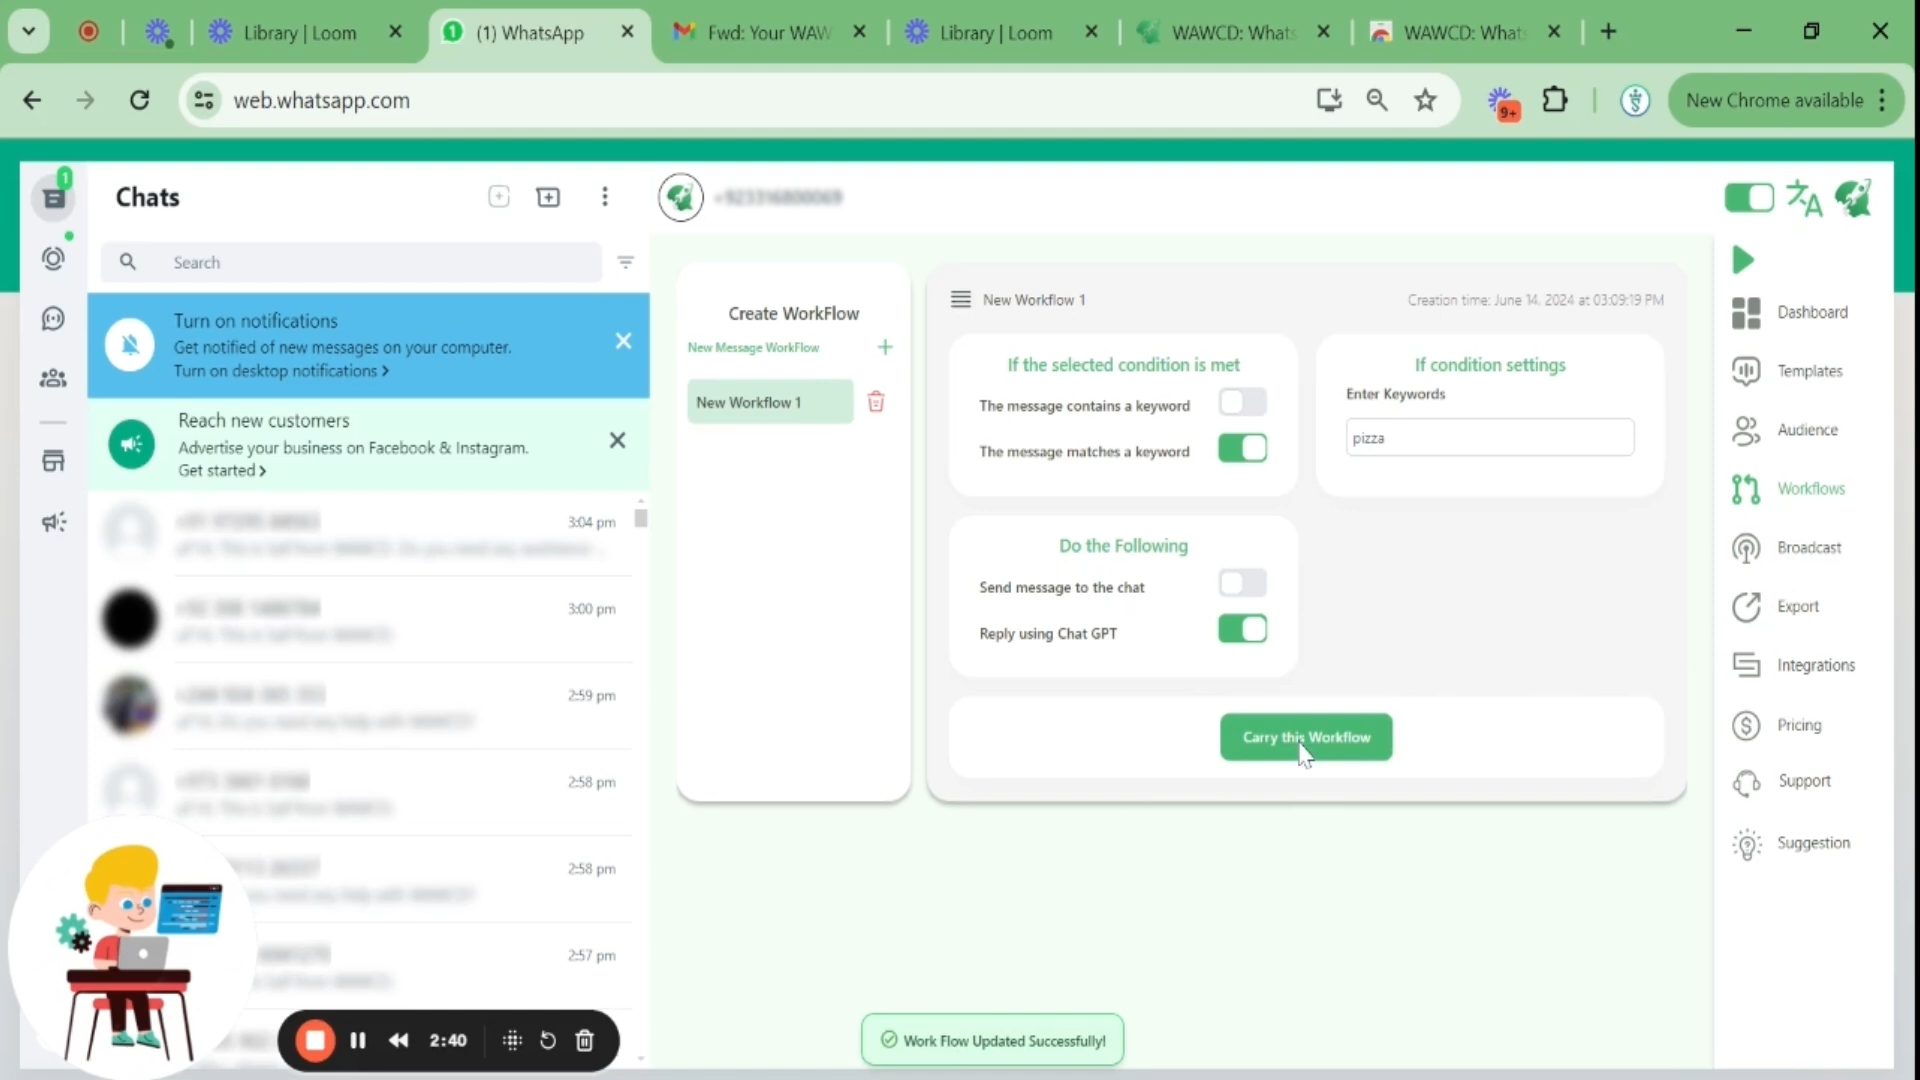 Library | Loom
(1) WhatsApp
Fwd: Your WAW
Library | Loom
WAWCD: Whats
WAWCD: What
web.whatsapp.com
9+
New Chrome available
1
Chats
Search
Turn on notifications
Get notified of new messages on your computer.
Turn on desktop notifications >
Reach new customers
Advertise your business on Facebook & Instagram.
Get started >
3:04 pm
3:00 pm
2:59 pm
2:58 pm
2:58 pm
2:57 pm
2:40
Create WorkFlow
New Message WorkFlow +
New Workflow 1
New Workflow 1
Creation time: June 14, 2024 at 03:09:19 PM
If the selected condition is met
The message contains a keyword
The message matches a keyword
If condition settings
Enter Keywords
pizza
Do the Following
Send message to the chat
Reply using Chat GPT
Carry this Workflow
Work Flow Updated Successfully!
Dashboard
Templates
Audience
Workflows
Broadcast
Export
Integrations
Pricing
Support
Suggestion